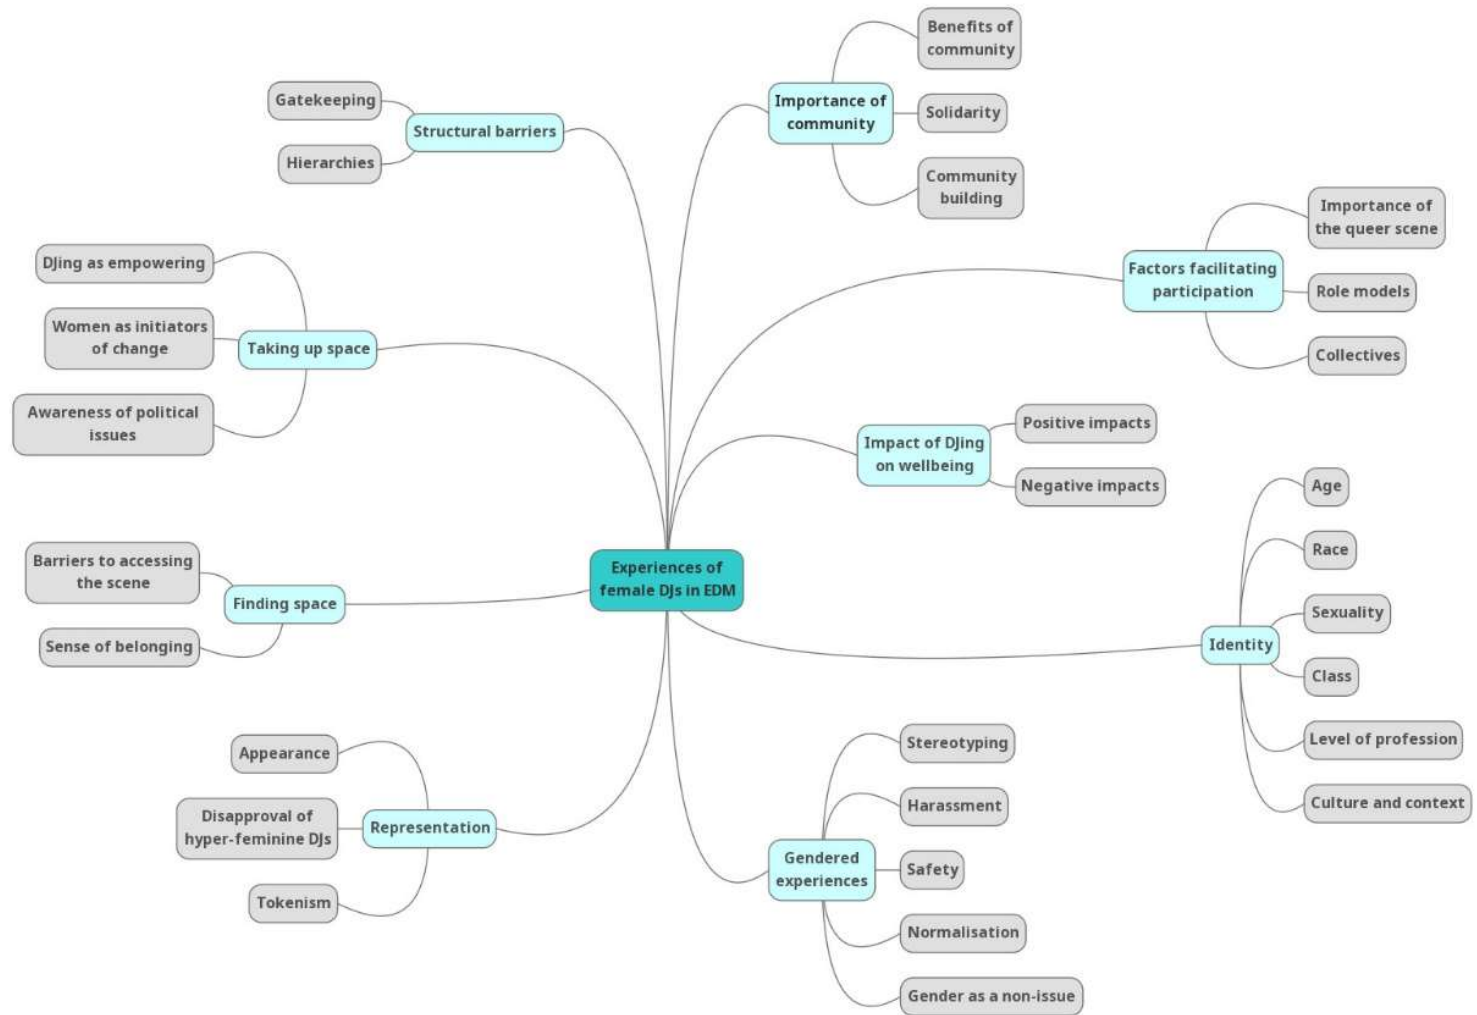 Experiences of
female DJs in EDM
Structural barriers
Gatekeeping
Hierarchies
Taking up space
DJing as empowering
Women as initiators
of change
Awareness of political
issues
Finding space
Barriers to accessing
the scene
Sense of belonging
Representation
Appearance
Disapproval of
hyper-feminine DJs
Tokenism
Importance of
community
Benefits of
community
Solidarity
Community
building
Factors facilitating
participation
Importance of
the queer scene
Role models
Collectives
Impact of DJing
on wellbeing
Positive impacts
Negative impacts
Identity
Age
Race
Sexuality
Class
Level of profession
Culture and context
Gendered
experiences
Stereotyping
Harassment
Safety
Normalisation
Gender as a non-issue